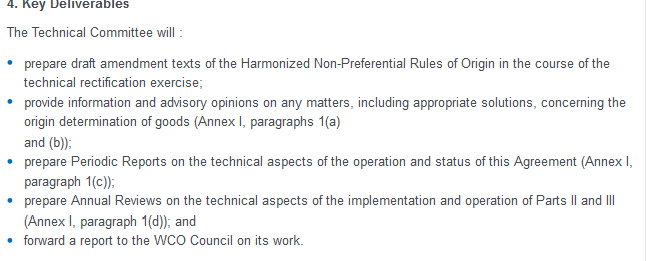 4. Key Deliverables
The Technical Committee will :
• prepare draft amendment texts of the Harmonized Non-Preferential Rules of Origin in the course of the
technical rectification exercise;
• provide information and advisory opinions on any matters, including appropriate solutions, concerning the
origin determination of goods (Annex I, paragraphs 1(a)
and (b));
• prepare Periodic Reports on the technical aspects of the operation and status of this Agreement (Annex I,
paragraph 1(c));
• prepare Annual Reviews on the technical aspects of the implementation and operation of Parts II and III
(Annex I, paragraph 1(d)); and
• forward a report to the WCO Council on its work.